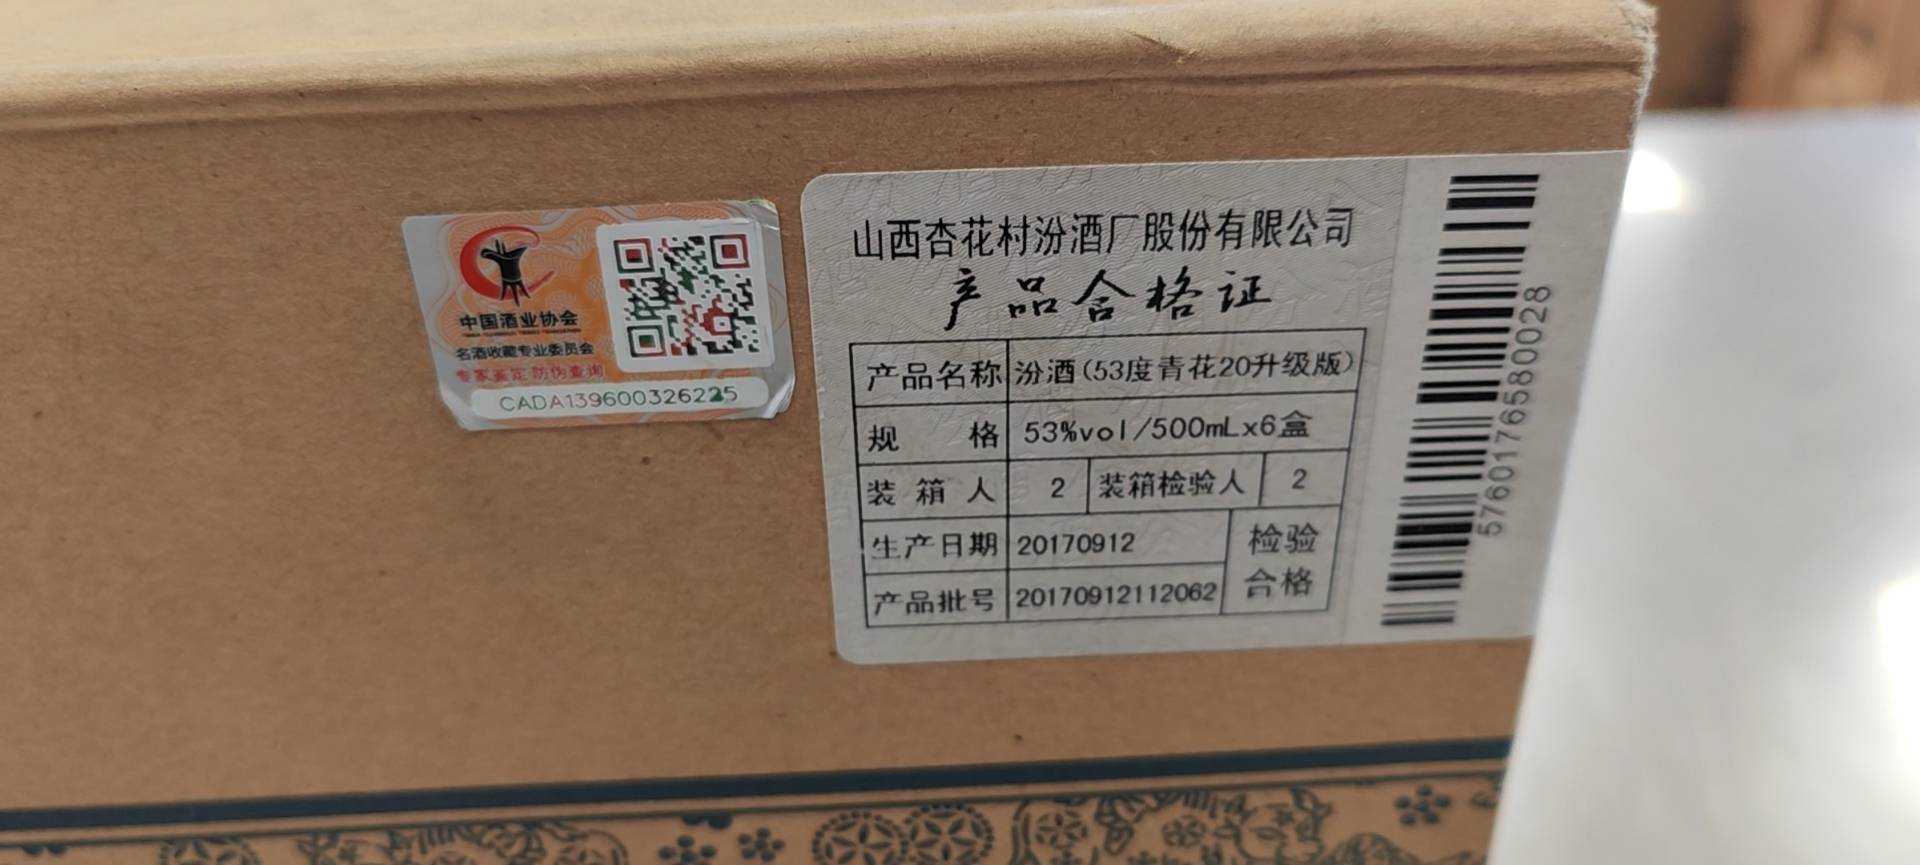 中国酒业协会
名酒收藏专业委员会
专家鉴定 防伪查询
CADA139600326225
山西杏花村汾酒厂股份有限公司
产品合格证
产品名称 汾酒(53度青花20升级版)
规 格 53%vol/500mLx6盒
装 箱 人 2 装箱检验人 2
生产日期 20170912 检验
产品批号 20170912112062 合格
5760176580028